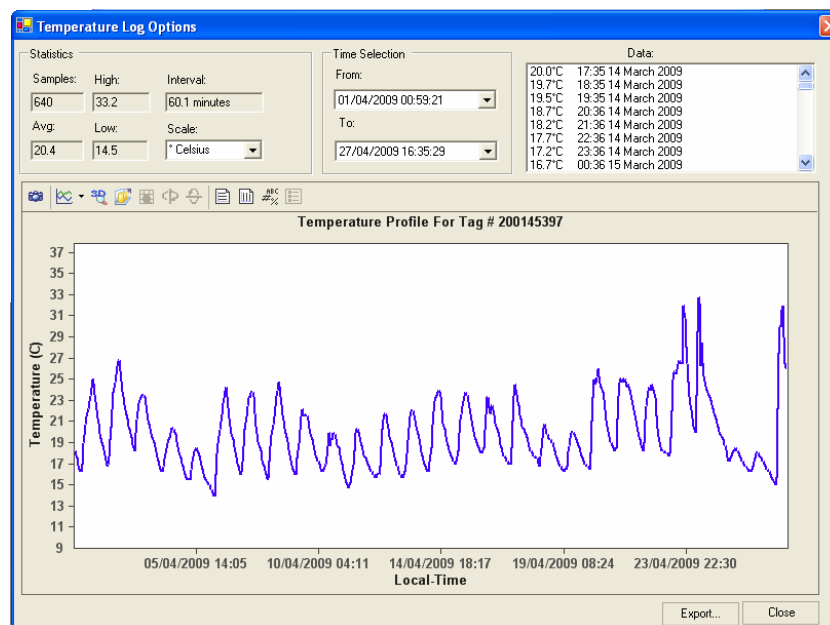 Temperature Log Options
Statistics
Samples: High: Interval:
640 33.2 60.1 minutes
Avg: Low: Scale:
20.4 14.5 ° Celsius
Time Selection
From:
01/04/2009 00:59:21
To:
27/04/2009 16:35:29
Data:
20.0°C 17:35 14 March 2009
19.7°C 18:35 14 March 2009
19.5°C 19:35 14 March 2009
18.7°C 20:36 14 March 2009
18.2°C 21:36 14 March 2009
17.7°C 22:36 14 March 2009
17.2°C 23:36 14 March 2009
16.7°C 00:36 15 March 2009
3D
ABC
#%
Temperature Profile For Tag # 200145397
Temperature (C)
37
35
33
31
29
27
25
23
21
19
17
15
13
11
9
05/04/2009 14:05 10/04/2009 04:11 14/04/2009 18:17 19/04/2009 08:24 23/04/2009 22:30
Local-Time
Export... Close